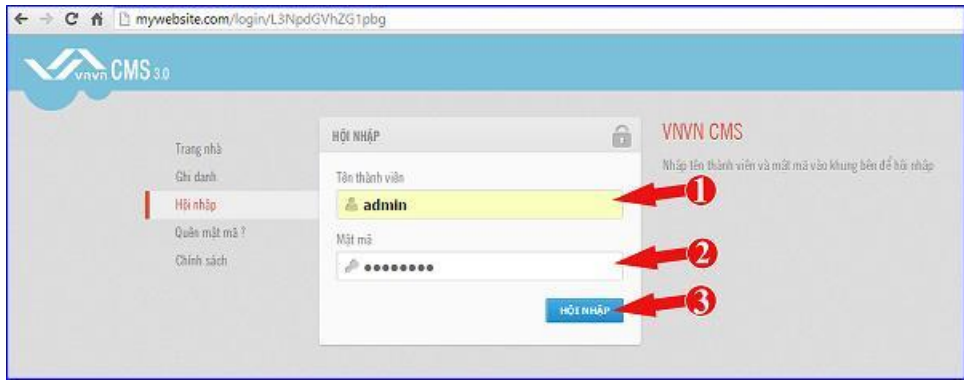 mywebsite.com/login/L3NpdGVhZG1pbg
vnvn CMS 3.0
Trang nhà
Ghi danh
Hội nhập
Quên mật mã ?
Chính sách
HỘI NHẬP
Tên thành viên
admin
Mật mã
••••••••
HỘI NHẬP
VNVN CMS
Nhập tên thành viên và mật mã vào khung bên để hội nhập
1
2
3